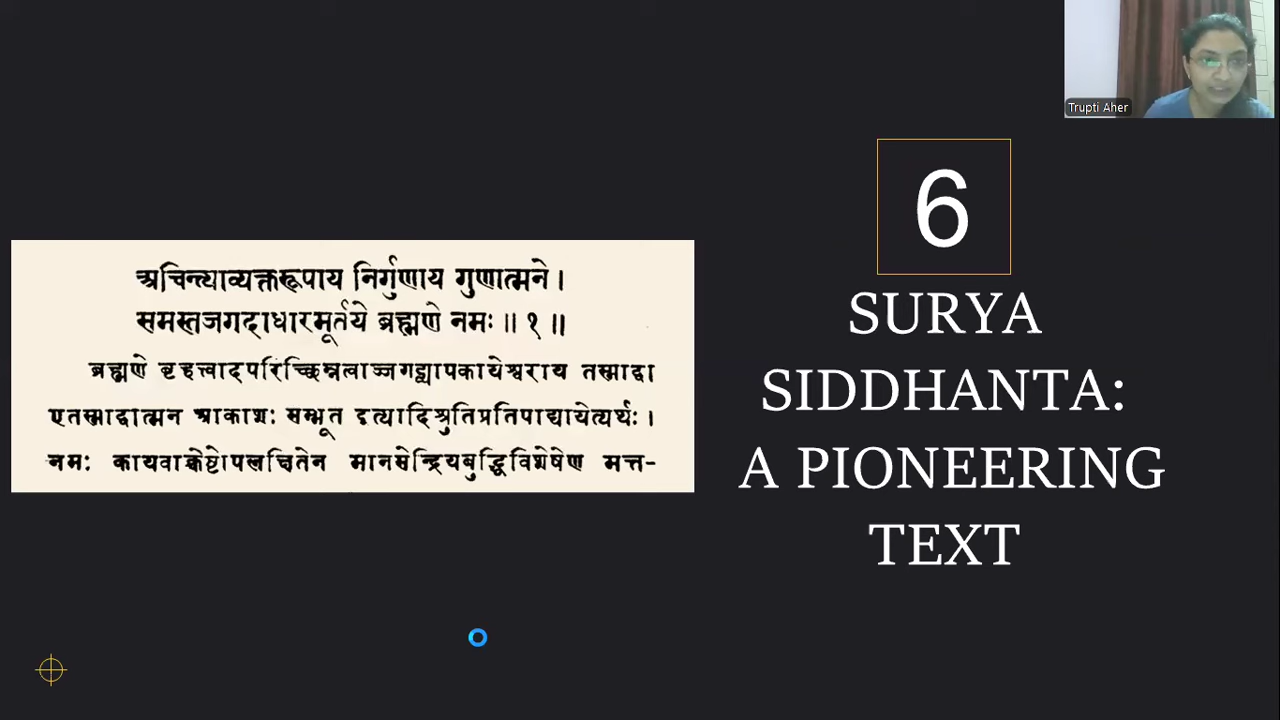 अचिन्त्याव्यक्तरूपाय निर्गुणाय गुणात्मने ।
समस्तजगदाधारमूर्तये ब्रह्मणे नमः ॥ १ ॥
ब्रह्मणे वृहत्त्वादपरिच्छिन्नत्वाज्जगद्व्यापकायेश्वराय तस्माद्वा
एतस्मादात्मन आकाशः सम्भूत इत्यादिश्रुतिप्रतिपाद्यायेत्यर्थः ।
नमः कायवाक्चेष्टोपलक्षितेन मानसेन्द्रियबुद्धिविशेषेण मत्त-
Trupti Aher
6
SURYA
SIDDHANTA:
A PIONEERING
TEXT